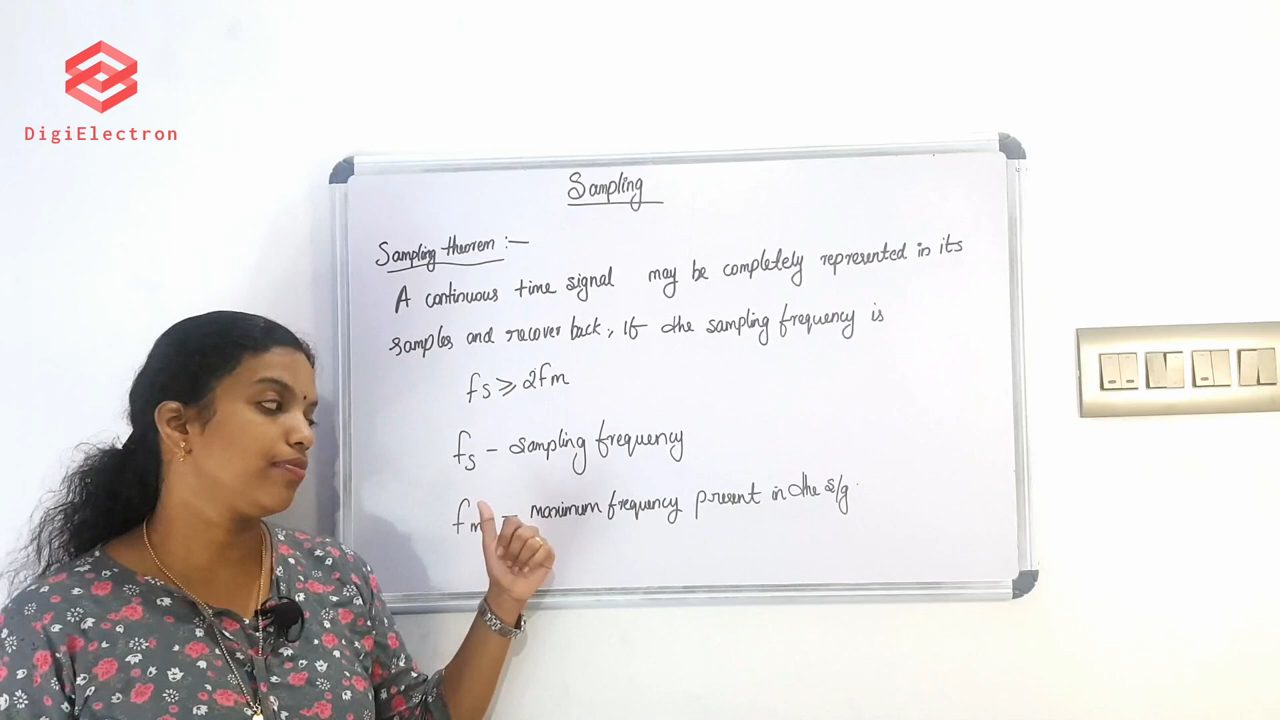 DigiElectron
Sampling
Sampling theorem :-
A continuous time signal may be completely represented in its
samples and recover back, if the sampling frequency is
fs ≥ 2fm
fs - sampling frequency
fm - maximum frequency present in the s/g